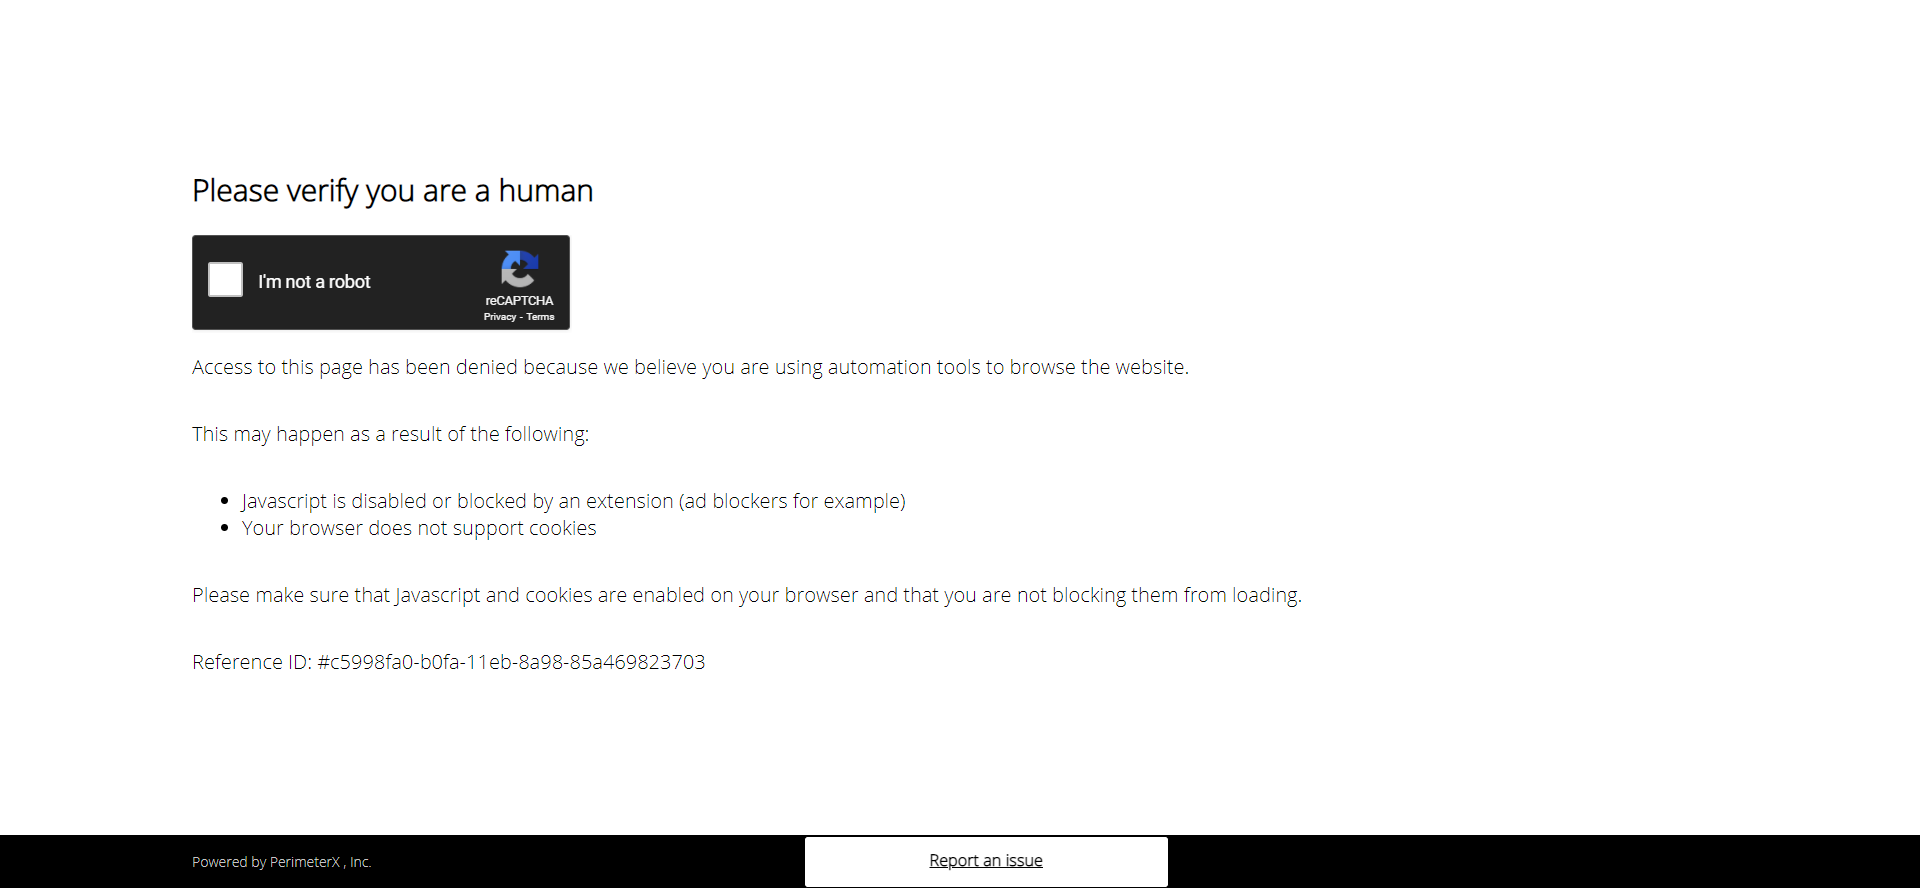 Please verify you are a human
I'm not a robot
reCAPTCHA
Privacy - Terms
Access to this page has been denied because we believe you are using automation tools to browse the website.
This may happen as a result of the following:
Javascript is disabled or blocked by an extension (ad blockers for example)
Your browser does not support cookies
Please make sure that Javascript and cookies are enabled on your browser and that you are not blocking them from loading.
Reference ID: #c5998fa0-b0fa-11eb-8a98-85a469823703
Powered by PerimeterX , Inc.
Report an issue